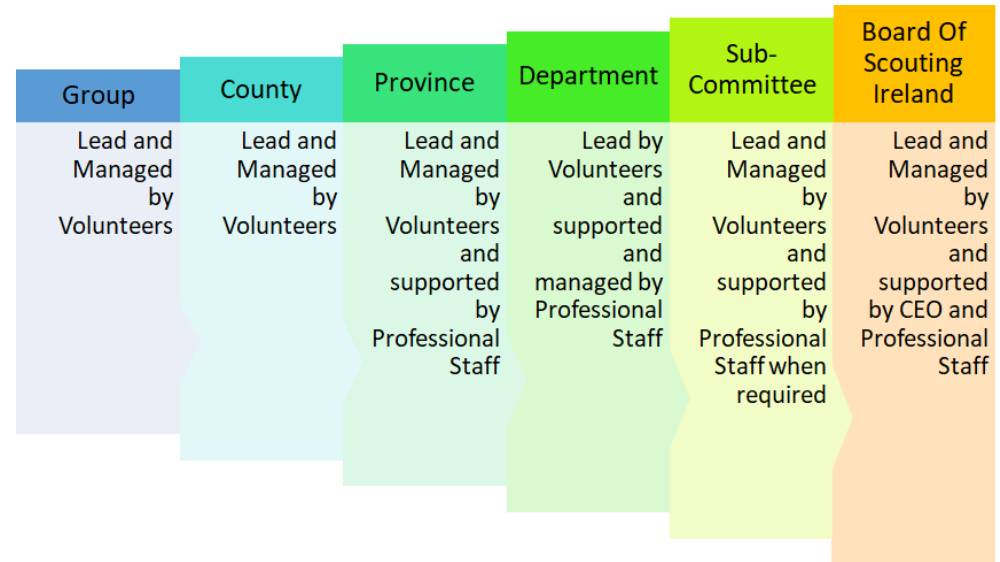 Group
Lead and
Managed
by
Volunteers
County
Lead and
Managed
by
Volunteers
Province
Lead and
Managed
by
Volunteers
and
supported
by
Professional
Staff
Department
Lead by
Volunteers
and
supported
and
managed by
Professional
Staff
Sub-
Committee
Lead and
Managed
by
Volunteers
and
supported
by
Professional
Staff when
required
Board Of
Scouting
Ireland
Lead and
Managed
by
Volunteers
and
supported
by CEO and
Professional
Staff